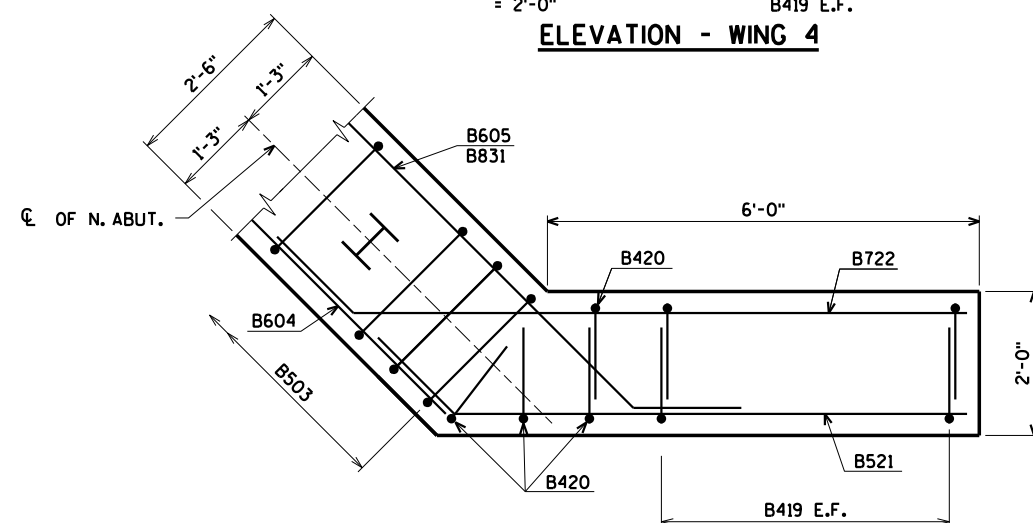 = 2'-0"
B419 E.F.
ELEVATION - WING 4
2'-6"
1'-3"
1'-3"
B605
B831
℄ OF N. ABUT.
6'-0"
B420
B722
B604
2'-0"
B503
B521
B420
B419 E.F.